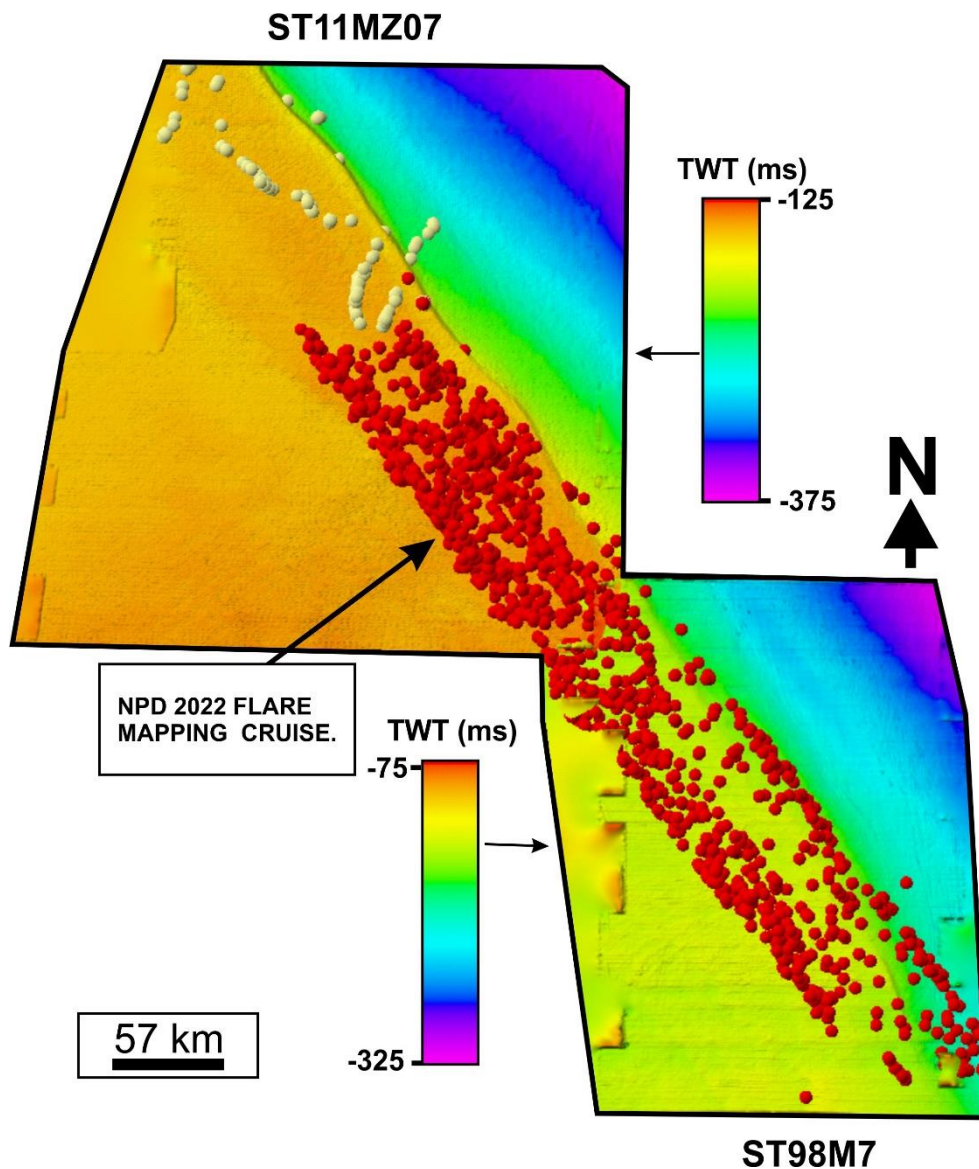 ST11MZ07
TWT (ms)
-125
-375
N
NPD 2022 FLARE
MAPPING CRUISE.
TWT (ms)
-75
-325
57 km
ST98M7